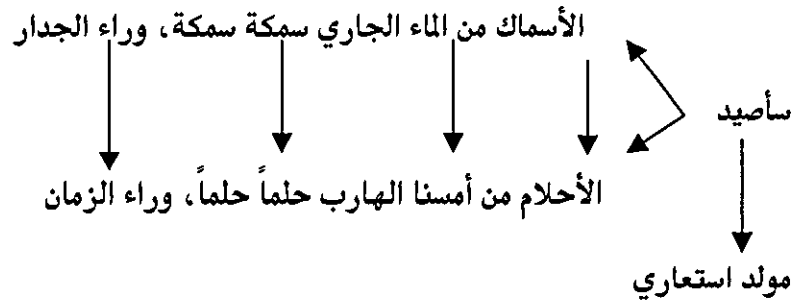 الأسماك من الماء الجاري سمكة سمكة، وراء الجدار
سأصيد
الأحلام من أمسنا الهارب حلماً حلماً، وراء الزمان
مولد استعاري